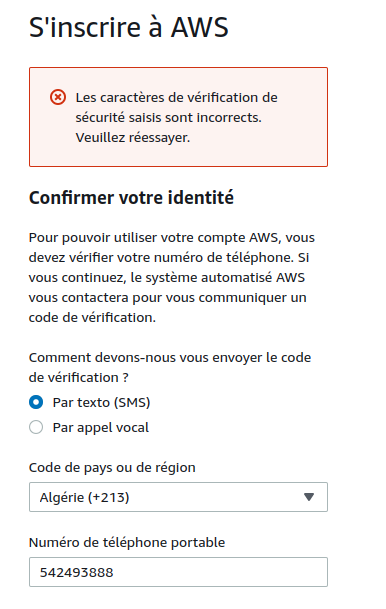 S'inscrire à AWS
Les caractères de vérification de
sécurité saisis sont incorrects.
Veuillez réessayer.
Confirmer votre identité
Pour pouvoir utiliser votre compte AWS, vous
devez vérifier votre numéro de téléphone. Si
vous continuez, le système automatisé AWS
vous contactera pour vous communiquer un
code de vérification.
Comment devons-nous vous envoyer le code
de vérification ?
Par texto (SMS)
Par appel vocal
Code de pays ou de région
Algérie (+213)
Numéro de téléphone portable
542493888